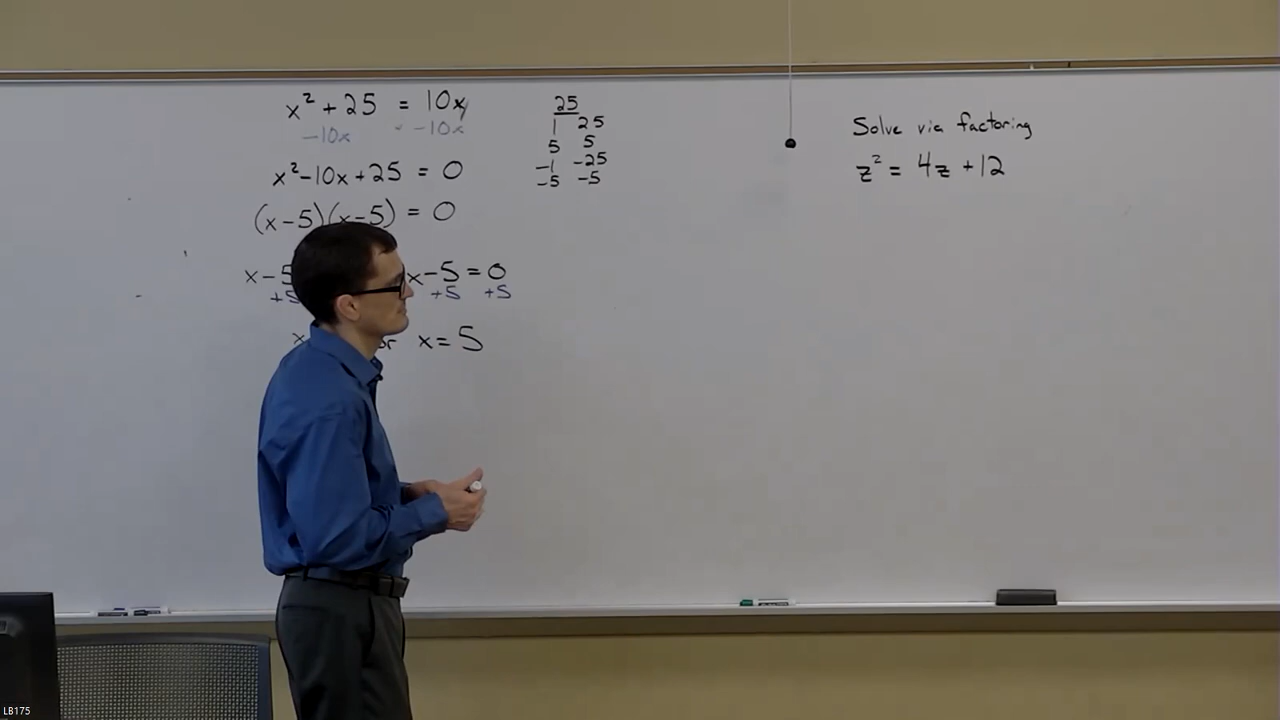 x² + 25 = 10x
-10x -10x
x² - 10x + 25 = 0
(x - 5)(x - 5) = 0
x - 5 x - 5 = 0
+5 +5 +5
x or x = 5
25
1 25
5 5
-1 -25
-5 -5
Solve via factoring
z² = 4z + 12
LB175